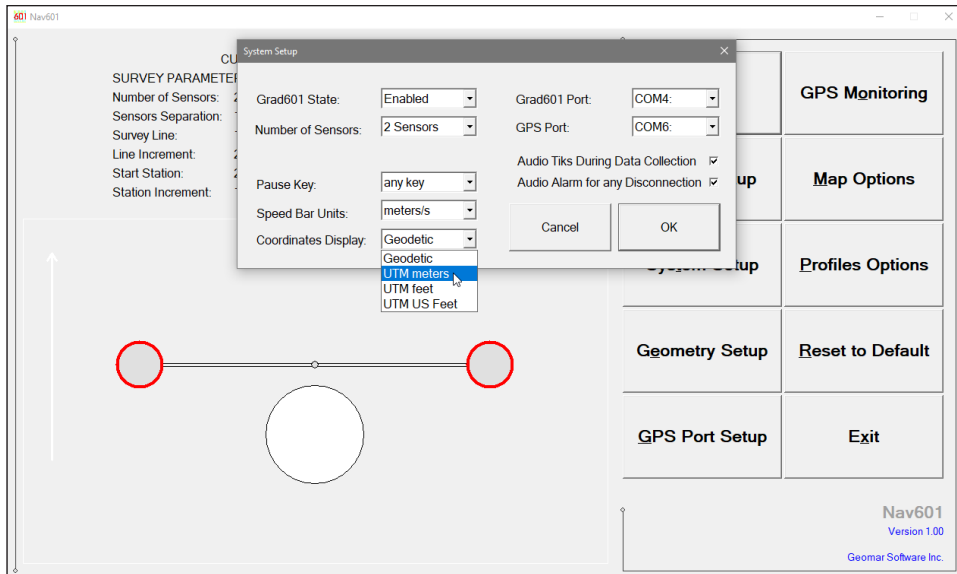 601 Nav601
CU
SURVEY PARAMETE
Number of Sensors:
Sensors Separation:
Survey Line:
Line Increment:
Start Station:
Station Increment:
System Setup
Grad601 State:
Enabled
Grad601 Port:
COM4:
Number of Sensors:
2 Sensors
GPS Port:
COM6:
Audio Tiks During Data Collection
Pause Key:
any key
Audio Alarm for any Disconnection
Speed Bar Units:
meters/s
Cancel
OK
Coordinates Display:
Geodetic
Geodetic
UTM meters
UTM feet
UTM US Feet
GPS Monitoring
up
Map Options
System Setup
Profiles Options
Geometry Setup
Reset to Default
GPS Port Setup
Exit
Nav601
Version 1.00
Geomar Software Inc.